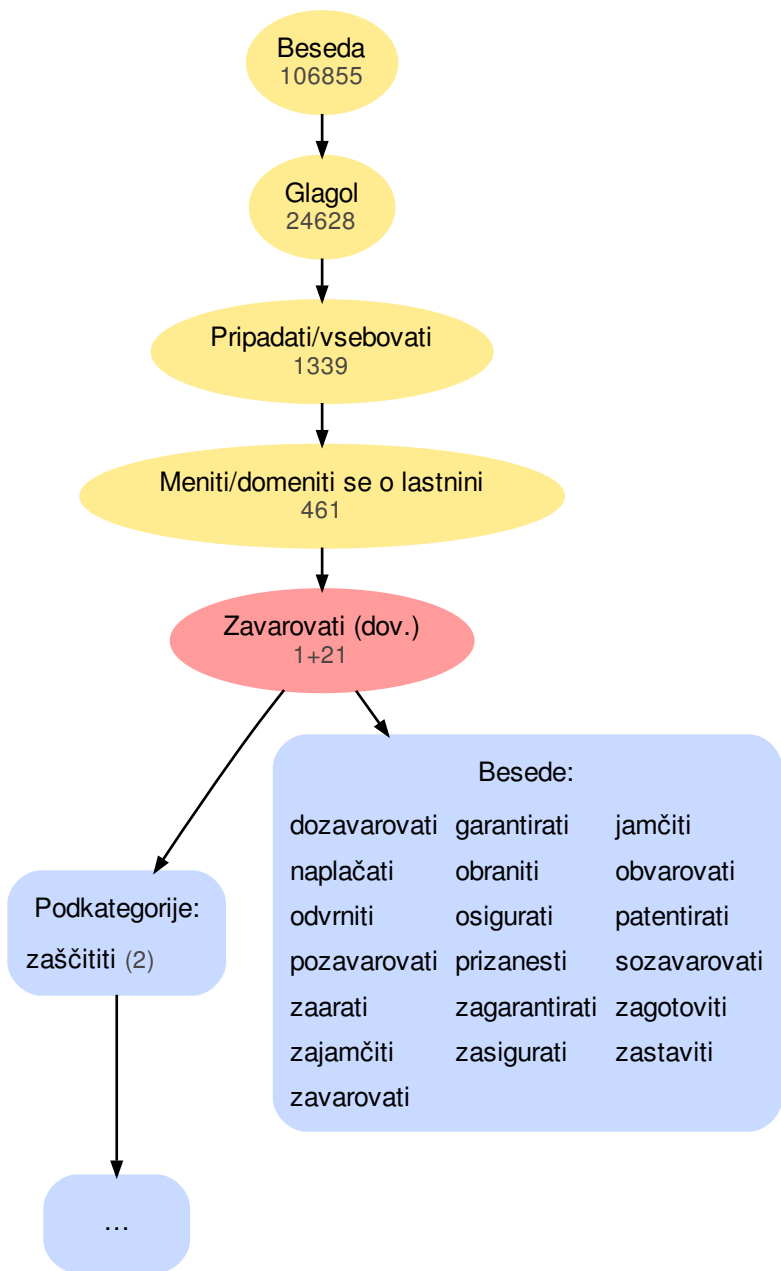 Beseda
106855
Glagol
24628
Pripadati/vsebovati
1339
Meniti/domeniti se o lastnini
461
Zavarovati (dov.)
1+21
Besede:
dozavarovati garantirati jamčiti
naplačati obraniti obvarovati
odvrniti osigurati patentirati
pozavarovati prizanesti sozavarovati
zaarati zagarantirati zagotoviti
zajamčiti zasigurati zastaviti
zavarovati
Podkategorije:
zaščititi (2)
…